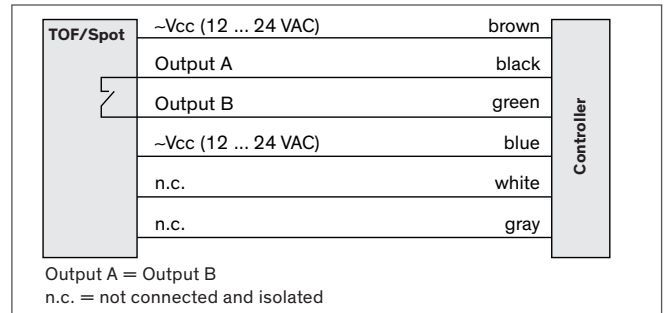 TOF/Spot
~Vcc (12 ... 24 VAC) brown
Output A black
Output B green
~Vcc (12 ... 24 VAC) blue
n.c. white
n.c. gray
Controller
Output A = Output B
n.c. = not connected and isolated